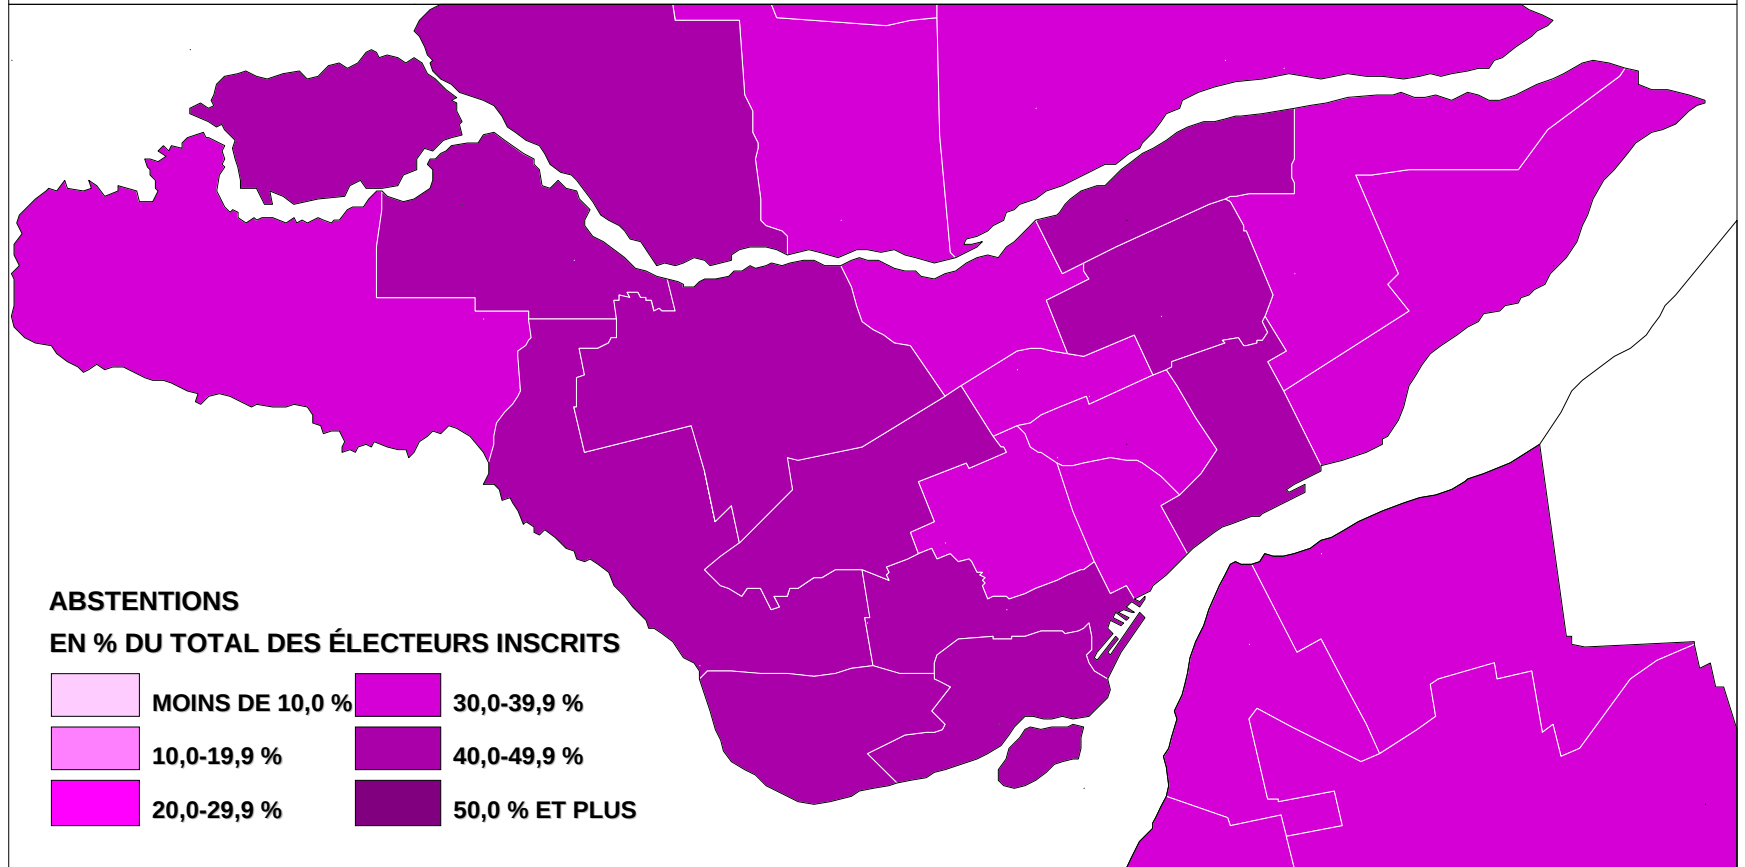 ABSTENTIONS
EN % DU TOTAL DES ÉLECTEURS INSCRITS
MOINS DE 10,0 %
10,0-19,9 %
20,0-29,9 %
30,0-39,9 %
40,0-49,9 %
50,0 % ET PLUS